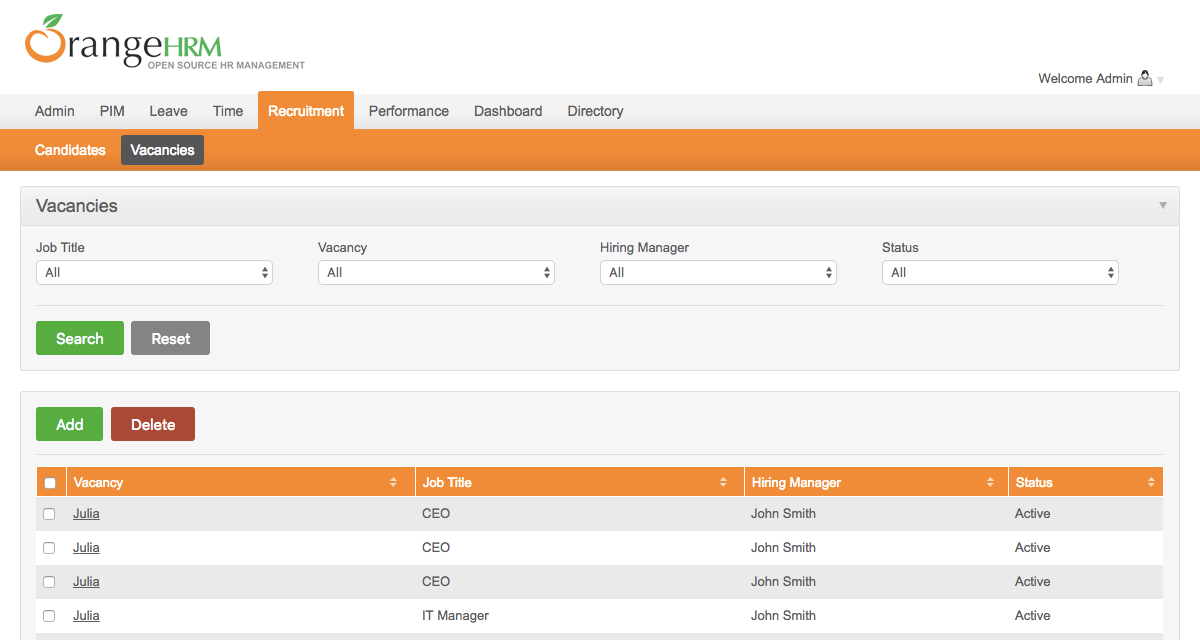 OrangeHRM
OPEN SOURCE HR MANAGEMENT
Welcome Admin
Admin PIM Leave Time Recruitment Performance Dashboard Directory
Candidates Vacancies
Vacancies
Job Title Vacancy Hiring Manager Status
All All All All
Search Reset
Add Delete
Vacancy Job Title Hiring Manager Status
Julia CEO John Smith Active
Julia CEO John Smith Active
Julia CEO John Smith Active
Julia IT Manager John Smith Active